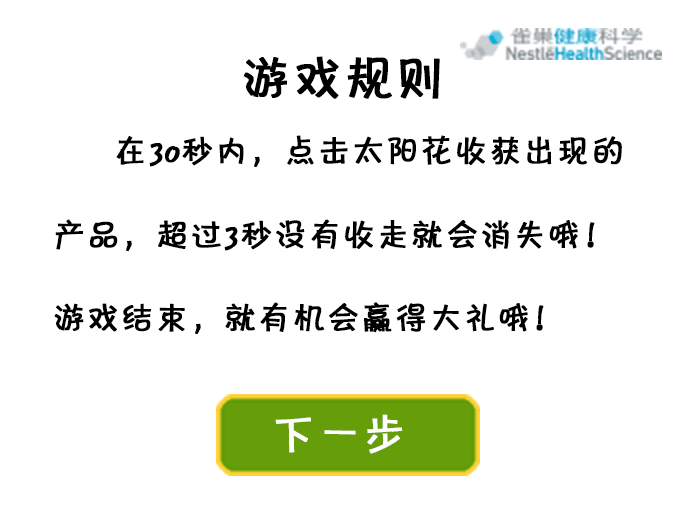 雀巢健康科学
NestléHealthScience
游戏规则
在30秒内，点击太阳花收获出现的
产品，超过3秒没有收走就会消失哦！
游戏结束，就有机会赢得大礼哦！
下一步